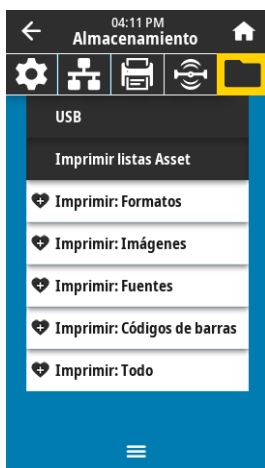 04:11 PM
Almacenamiento
USB
Imprimir listas Asset
Imprimir: Formatos
Imprimir: Imágenes
Imprimir: Fuentes
Imprimir: Códigos de barras
Imprimir: Todo